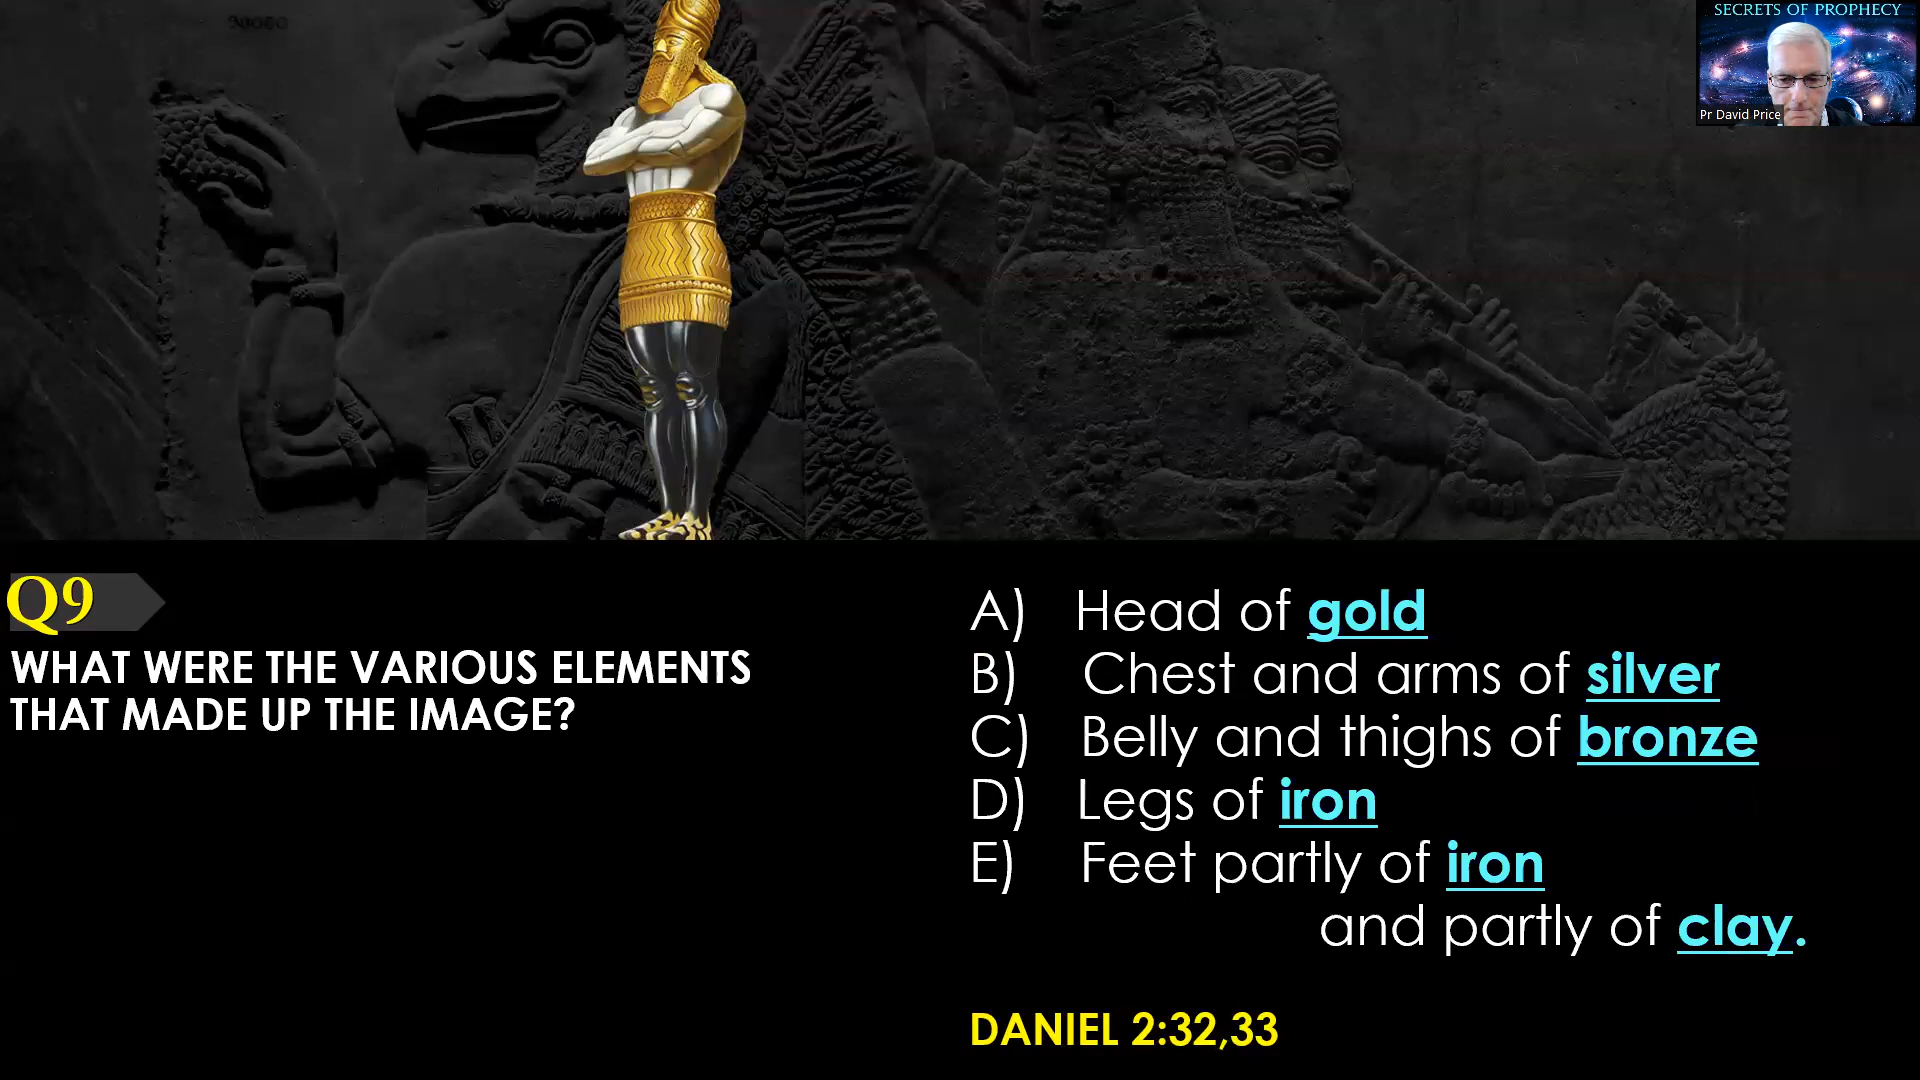 SECRETS OF PROPHECY
Pr David Price
Q9
WHAT WERE THE VARIOUS ELEMENTS
THAT MADE UP THE IMAGE?
A) Head of gold
B) Chest and arms of silver
C) Belly and thighs of bronze
D) Legs of iron
E) Feet partly of iron
and partly of clay.
DANIEL 2:32,33